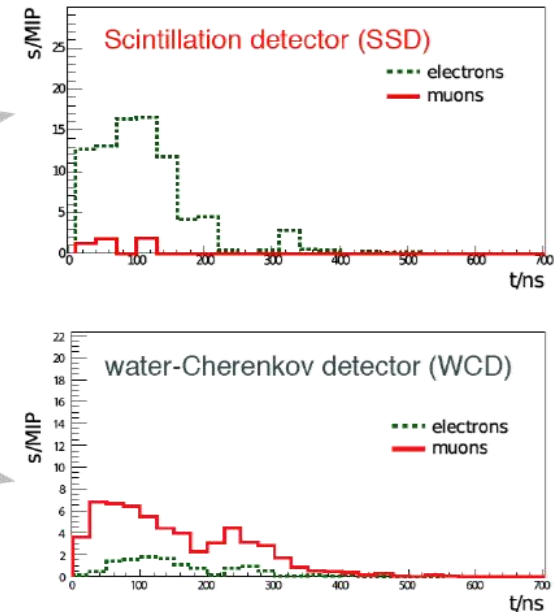 s/MIP
Scintillation detector (SSD)
electrons
muons
25
20
15
10
5
0
0 100 200 300 400 500 600 700
t/ns
s/MIP
water-Cherenkov detector (WCD)
electrons
muons
22
20
18
16
14
12
10
8
6
4
2
0
0 100 200 300 400 500 600 700
t/ns